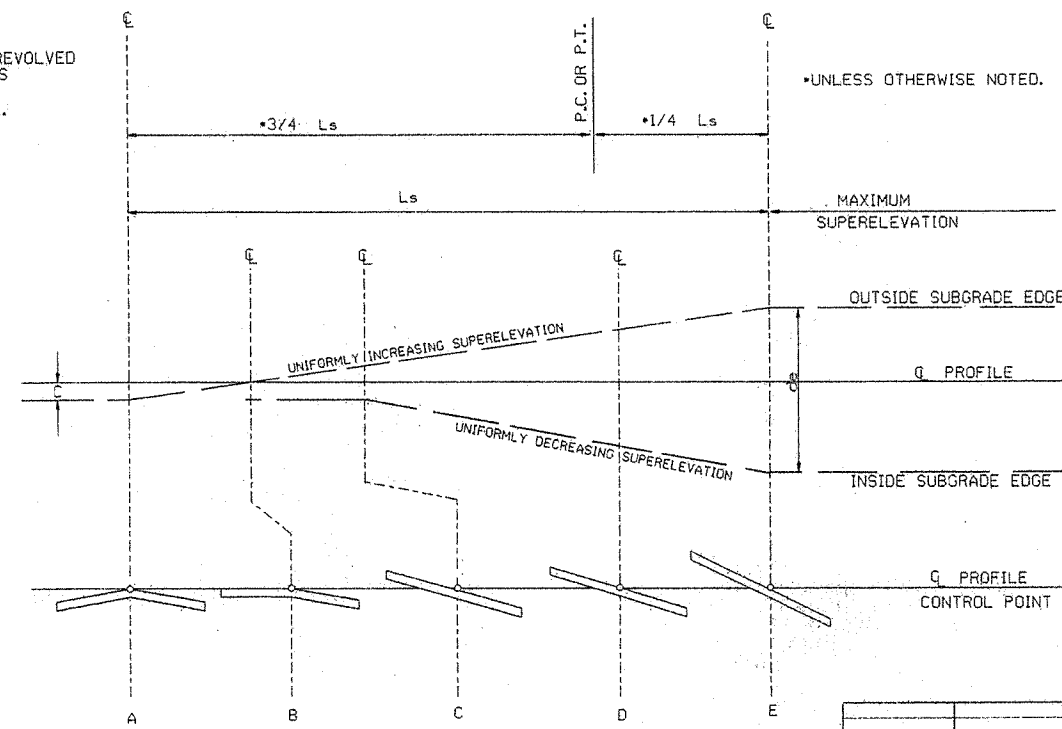 REVOLVED
S
.
℄
℄
P.C. OR P.T.
*UNLESS OTHERWISE NOTED.
*3/4 Ls
*1/4 Ls
Ls
MAXIMUM
SUPERELEVATION
℄
℄
℄
OUTSIDE SUBGRADE EDGE
UNIFORMLY INCREASING SUPERELEVATION
℄ PROFILE
C
de
UNIFORMLY DECREASING SUPERELEVATION
INSIDE SUBGRADE EDGE
℄ PROFILE
CONTROL POINT
A
B
C
D
E